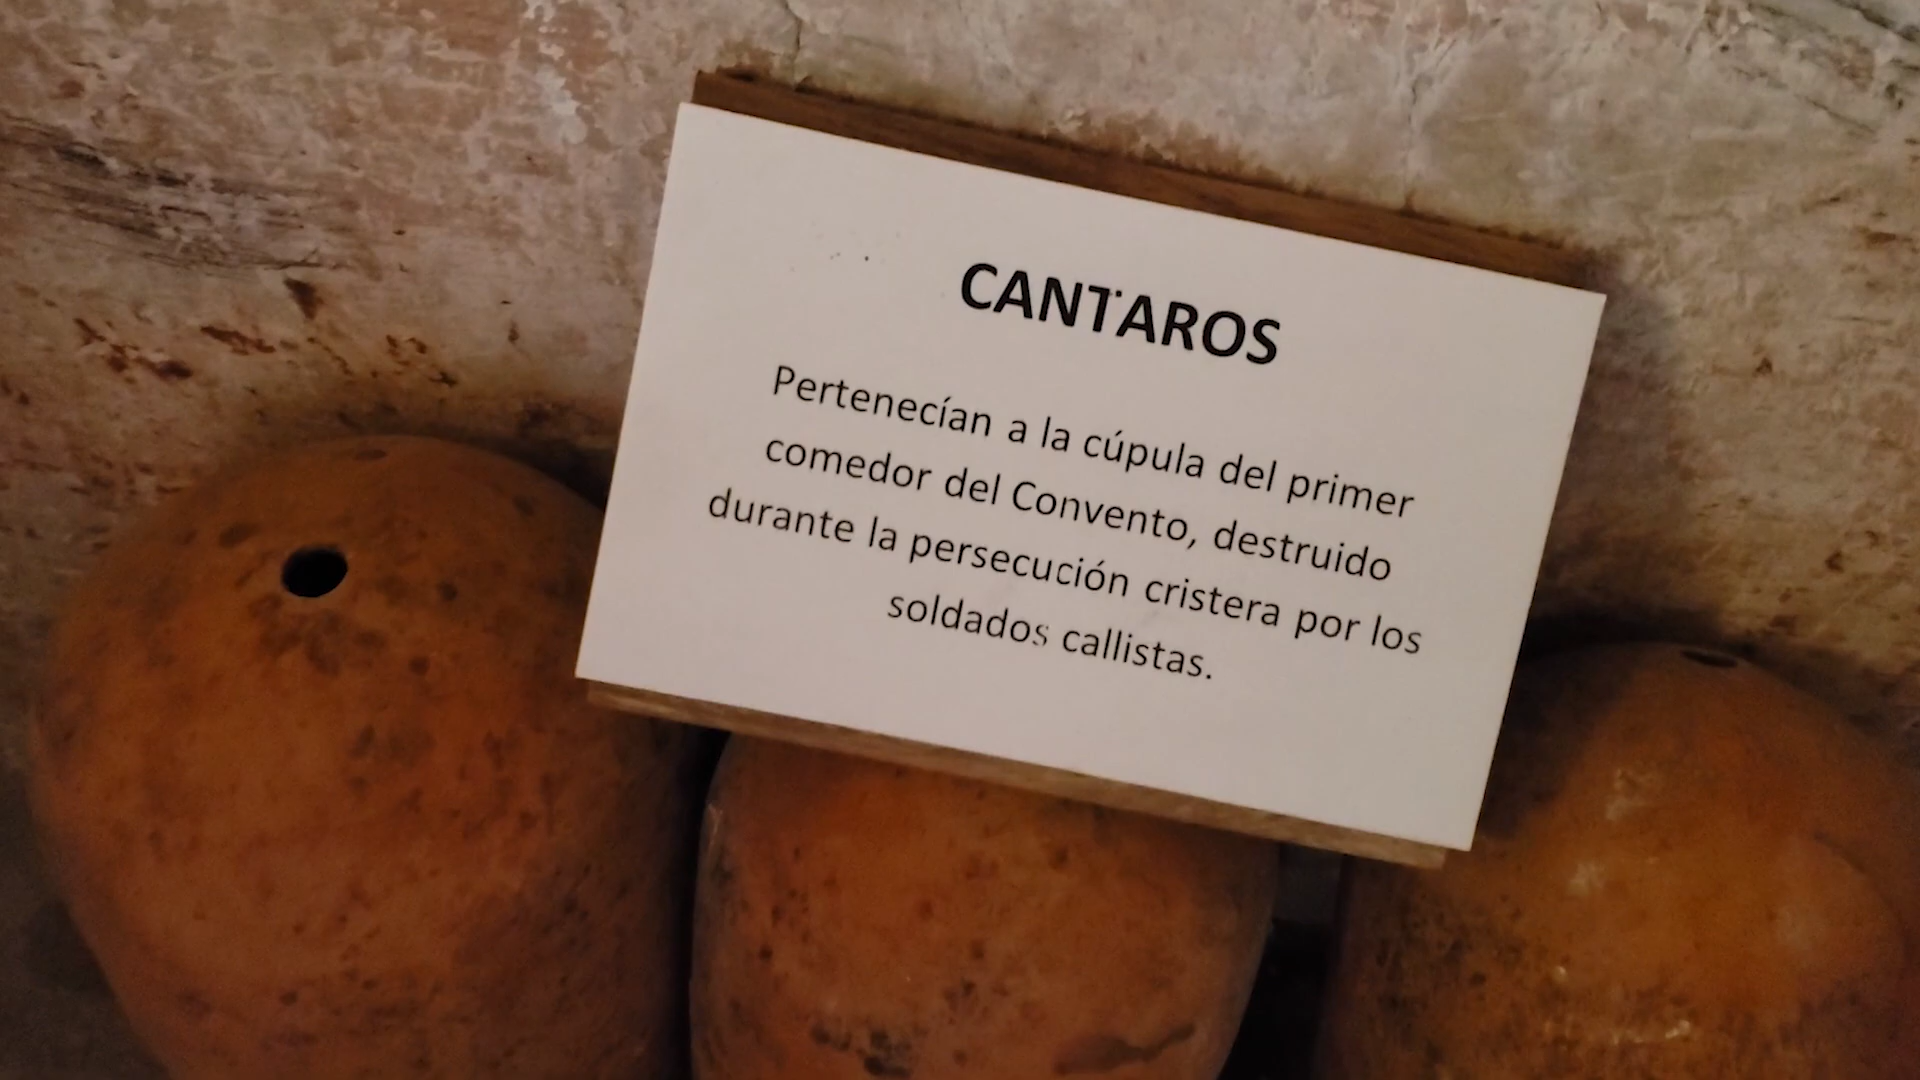 CANTAROS
Pertenecían a la cúpula del primer
comedor del Convento, destruido
durante la persecución cristera por los
soldados callistas.